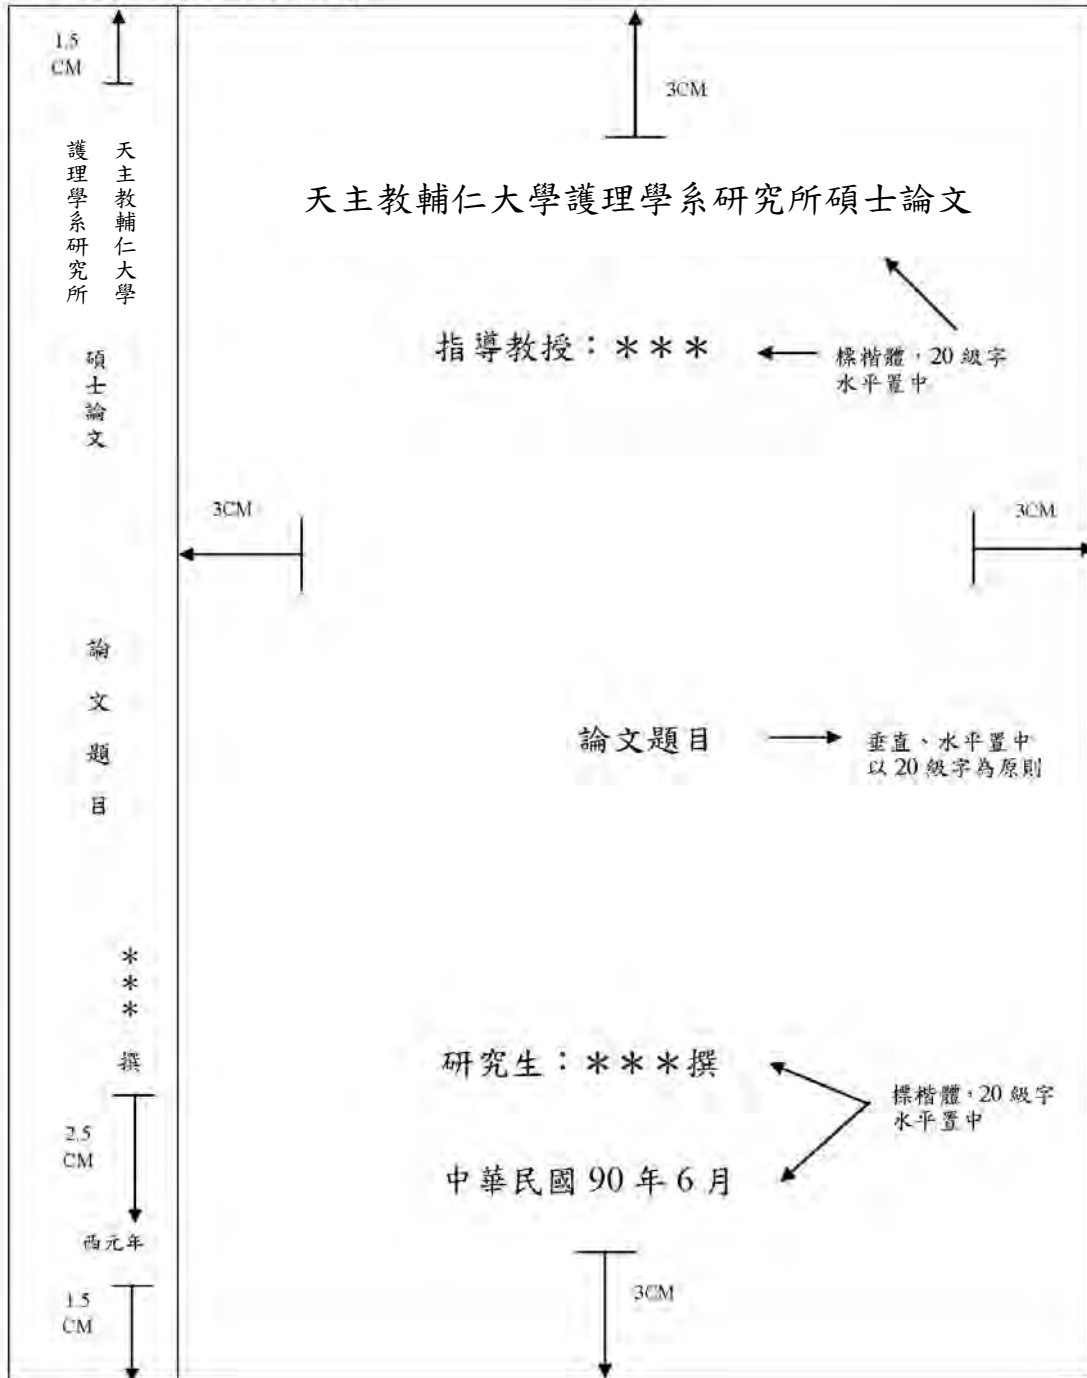 1.5
CM
天主教輔仁大學
護理學系研究所
碩士論文
論文題目
***
撰
2.5
CM
西元年
1.5
CM
3CM
天主教輔仁大學護理學系研究所碩士論文
指導教授：***
標楷體，20 級字
水平置中
3CM
3CM
論文題目
垂直、水平置中
以 20 級字為原則
研究生：***撰
標楷體，20 級字
水平置中
中華民國 90 年 6 月
3CM